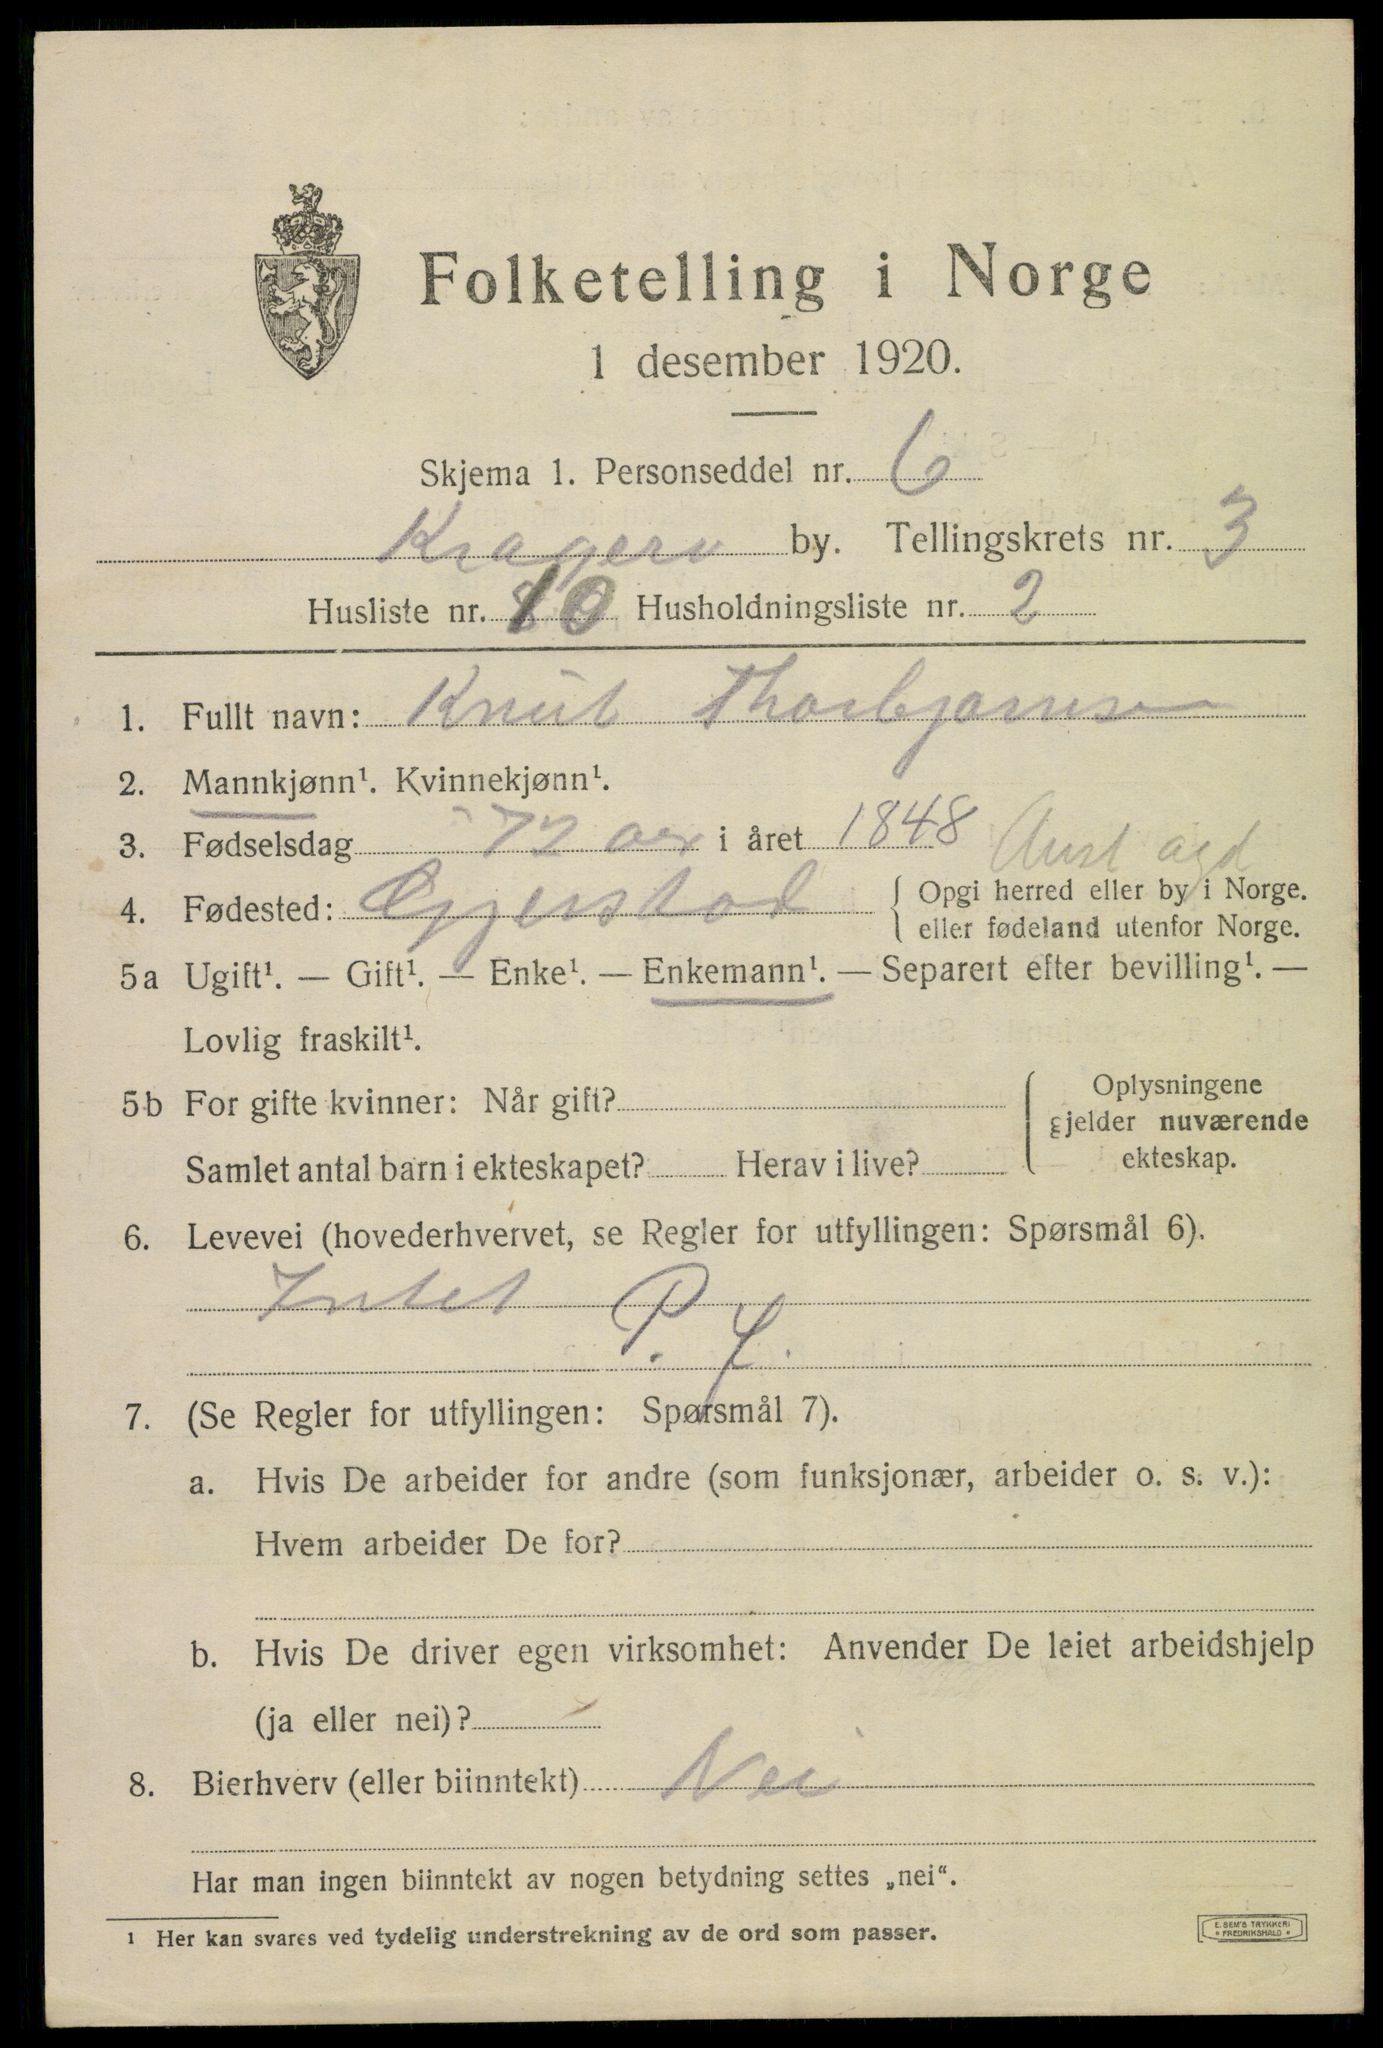 Folketelling i Norge
1 desember 1920.
Skjema 1. Personseddel nr. 6
Kragerø by. Tellingskrets nr. 3
Husliste nr. 10 Husholdningsliste nr. 2
1. Fullt navn: Knut Thorbjørnsen
2. Mannkjønn¹. Kvinnekjønn¹.
3. Fødselsdag 72 aar i året 1848 Aust agd
4. Fødested: Gjerstad { Opgi herred eller by i Norge.
eller fødeland utenfor Norge.
5a Ugift¹. — Gift¹. — Enke¹. — Enkemann¹. — Separert efter bevilling¹. —
Lovlig fraskilt¹.
5b For gifte kvinner: Når gift?
Samlet antal barn i ekteskapet? Herav i live?
Oplysningene
gjelder nuværende
ekteskap.
6. Levevei (hovederhvervet, se Regler for utfyllingen: Spørsmål 6).
Intet P. f.
7. (Se Regler for utfyllingen: Spørsmål 7).
a. Hvis De arbeider for andre (som funksjonær, arbeider o. s. v.):
Hvem arbeider De for?
b. Hvis De driver egen virksomhet: Anvender De leiet arbeidshjelp
(ja eller nei)?
8. Bierhverv (eller biinntekt) Nei
Har man ingen biinntekt av nogen betydning settes „nei“.
1 Her kan svares ved tydelig understrekning av de ord som passer.
E. SEM'S TRYKKERI
• FREDRIKSHALD •